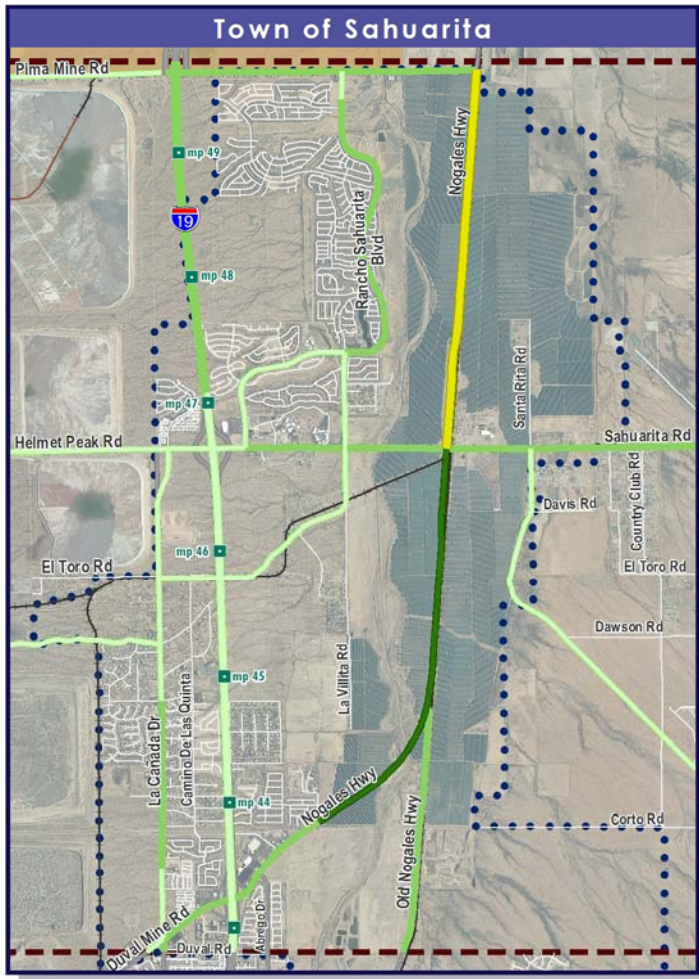 Town of Sahuarita
Pima Mine Rd
Nogales Hwy
mp 49
19
Rancho Sahuarita
Blvd
mp 48
Santa Rita Rd
mp 47
Helmet Peak Rd
Sahuarita Rd
Country Club Rd
Davis Rd
mp 46
El Toro Rd
El Toro Rd
Dawson Rd
La Villita Rd
mp 45
La Cañada Dr
Camino De Las Quinta
mp 44
Nogales Hwy
Corto Rd
Old Nogales Hwy
Duval Mine Rd
Duval Rd
Abrego Dr